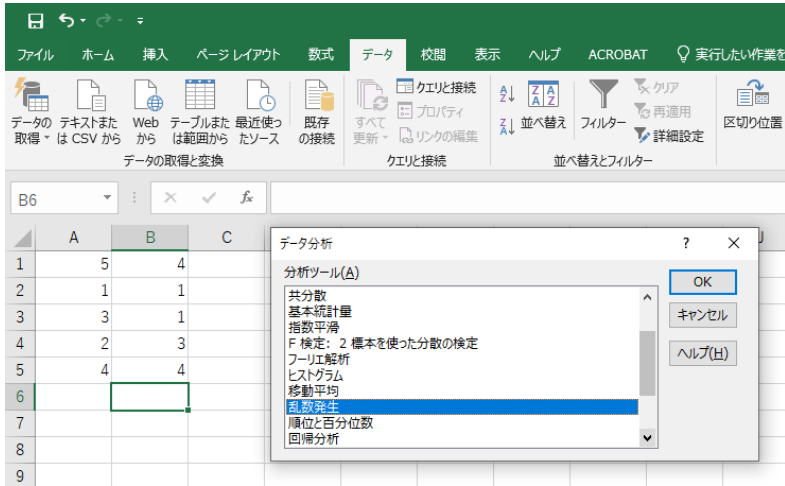 ファイル ホーム 挿入 ページ レイアウト 数式 データ 校閲 表示 ヘルプ ACROBAT 実行したい作業を
データの取得 テキストまたは CSV から Web から テーブルまたは範囲から 最近使ったソース 既存の接続 すべて更新 クエリと接続 プロパティ リンクの編集 並べ替え フィルター クリア 再適用 詳細設定 区切り位置
データの取得と変換 クエリと接続 並べ替えとフィルター
B6 fx
A B C J
データ分析 ?
分析ツール(A)
共分散
基本統計量
指数平滑
F 検定: 2 標本を使った分散の検定
フーリエ解析
ヒストグラム
移動平均
乱数発生
順位と百分位数
回帰分析
OK
キャンセル
ヘルプ(H)
1 5 4
2 1 1
3 3 1
4 2 3
5 4 4
6
7
8
9